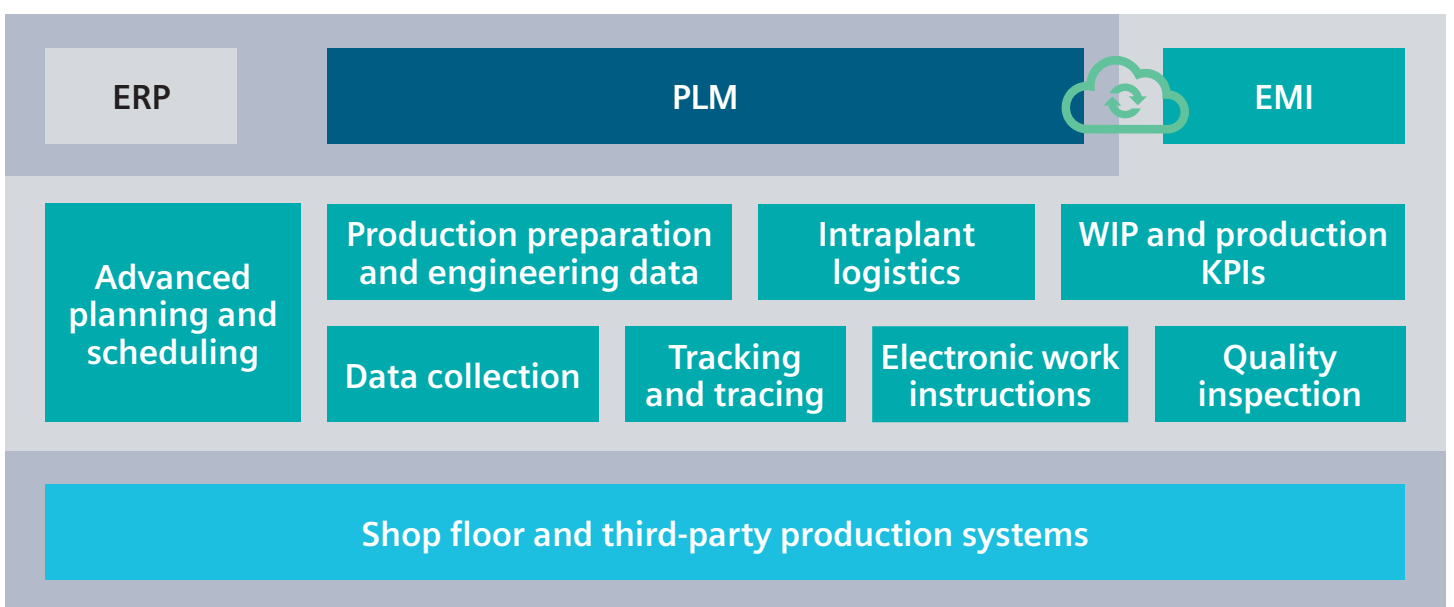 ERP
PLM
EMI
Advanced
planning and
scheduling
Production preparation
and engineering data
Intraplant
logistics
WIP and production
KPIs
Data collection
Tracking
and tracing
Electronic work
instructions
Quality
inspection
Shop floor and third-party production systems